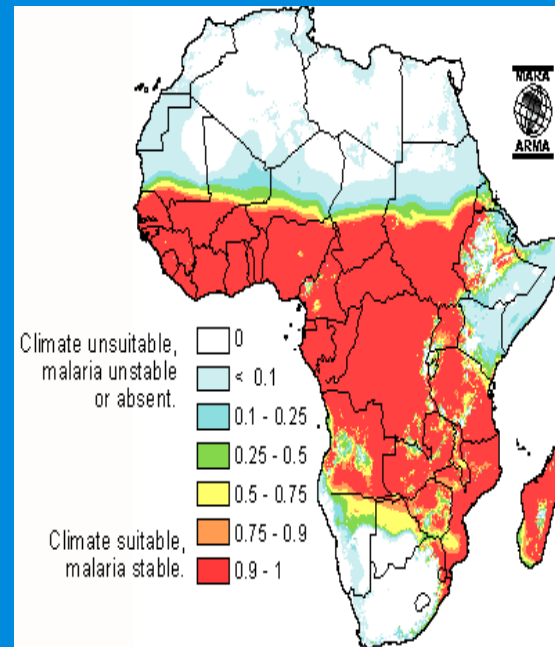 MARA
ARMA
Climate unsuitable,
malaria unstable
or absent.
0
< 0.1
0.1 - 0.25
0.25 - 0.5
0.5 - 0.75
0.75 - 0.9
0.9 - 1
Climate suitable,
malaria stable.